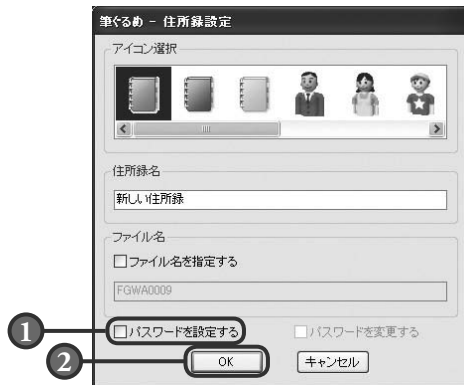 筆ぐるめ - 住所録設定
アイコン選択
住所録名
新しい住所録
ファイル名
ファイル名を指定する
FGWA0009
1 パスワードを設定する パスワードを変更する
2 OK キャンセル